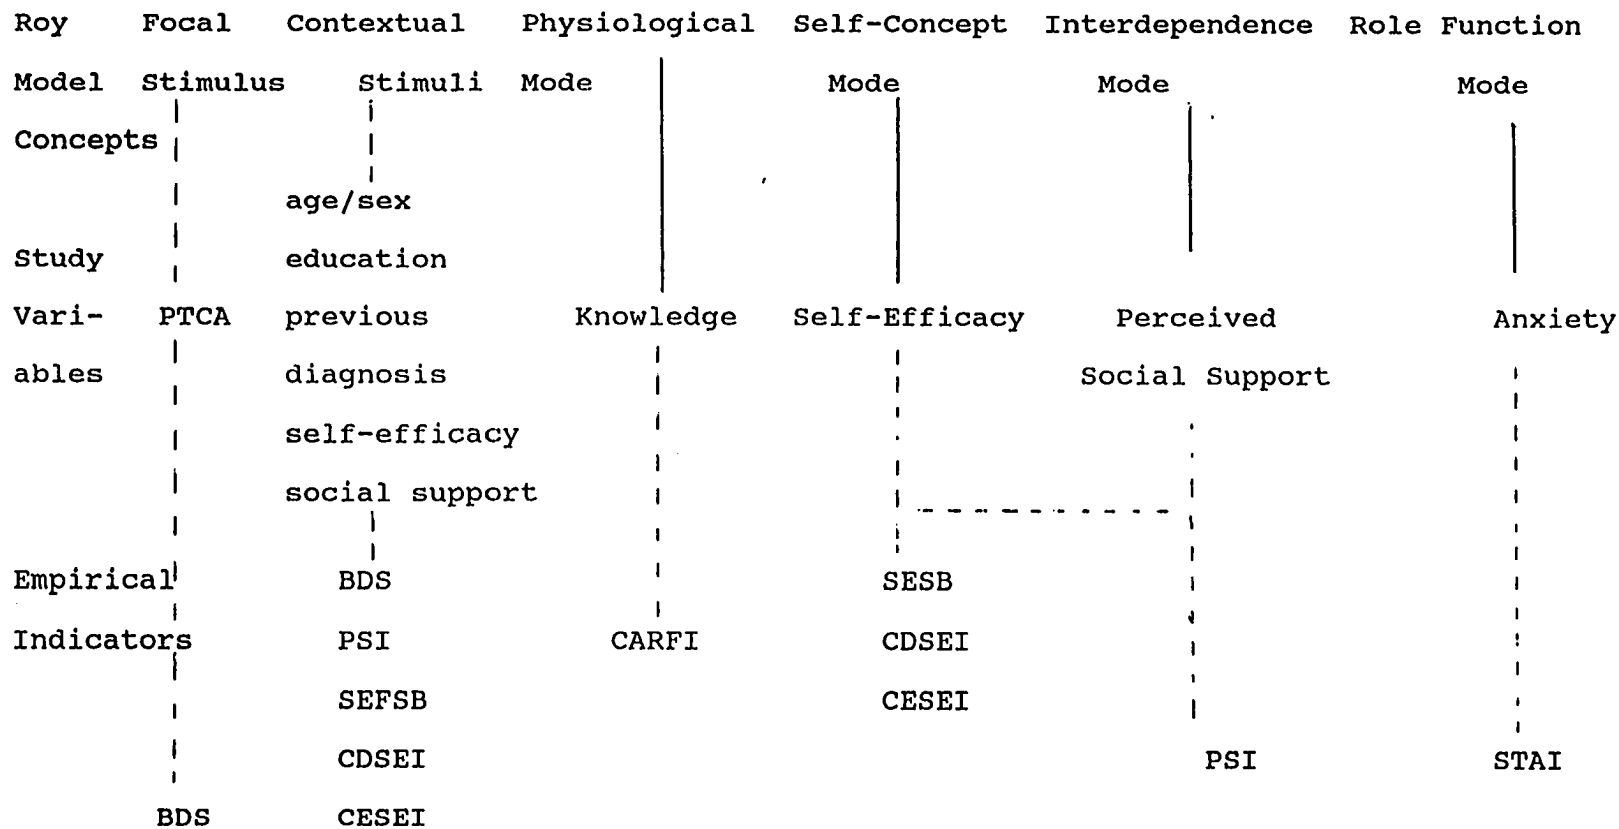 Roy Focal Contextual Physiological Self-Concept Interdependence Role Function
Model Stimulus Stimuli Mode Mode Mode Mode
Concepts
age/sex
Study education
Vari- PTCA previous Knowledge Self-Efficacy Perceived Anxiety
ables diagnosis Social Support
self-efficacy
social support
Empirical BDS SESB
Indicators PSI CARFI CDSEI
SEFSB CESEI
CDSEI PSI STAI
BDS CESEI